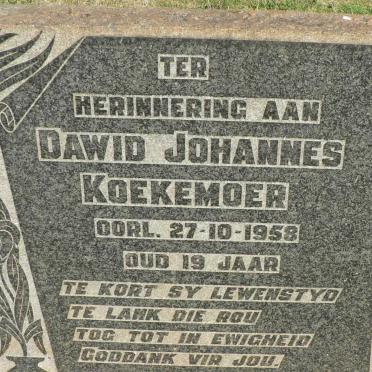 TER
HERINNERING AAN
DAWID JOHANNES
KOEKEMOER
OORL. 27-10-1958
OUD 19 JAAR
TE KORT SY LEWENSTYD
TE LANK DIE ROU
TOG TOT IN EWIGHEID
GODDANK VIR JOU.